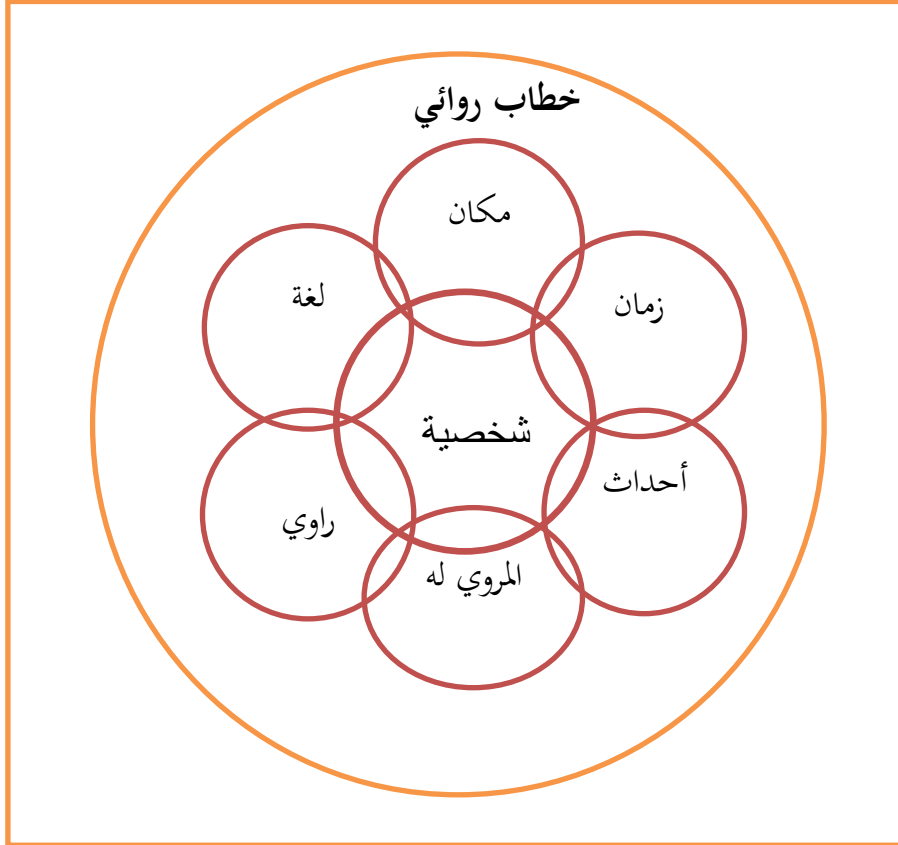 خطاب روائي
مكان
زمان
لغة
شخصية
أحداث
راوي
المروي له